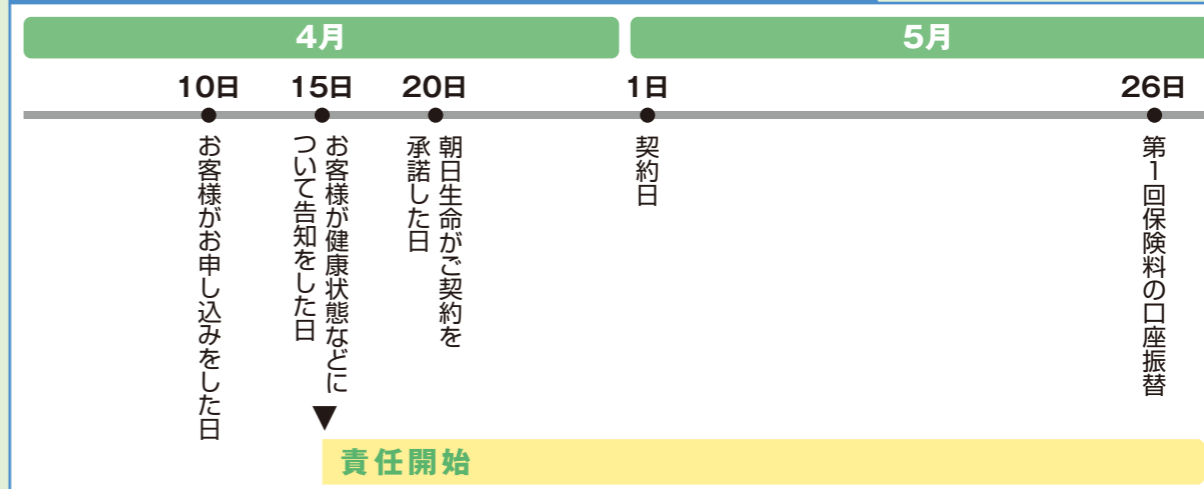 4月
5月
10日
15日
20日
1日
26日
お客様がお申し込みをした日
お客様が健康状態などに
ついて告知をした日
朝日生命がご契約を
承諾した日
契約日
第1回保険料の口座振替
責任開始